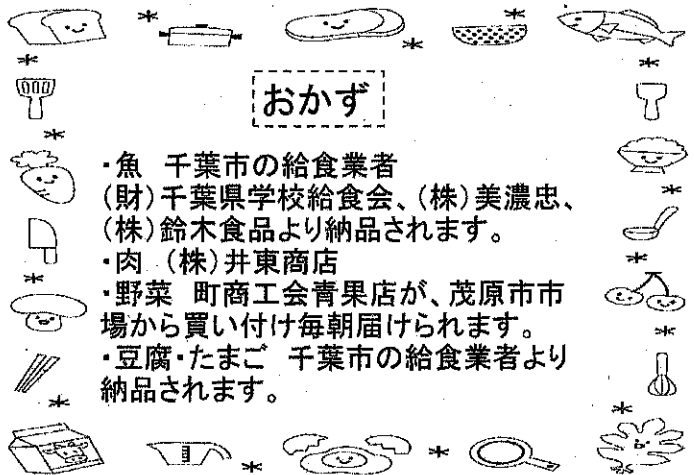 おかず
・魚　千葉市の給食業者
(財)千葉県学校給食会、(株)美濃忠、
(株)鈴木食品より納品されます。
・肉　(株)井東商店
・野菜　町商工会青果店が、茂原市市
場から買い付け毎朝届けられます。
・豆腐・たまご　千葉市の給食業者より
納品されます。